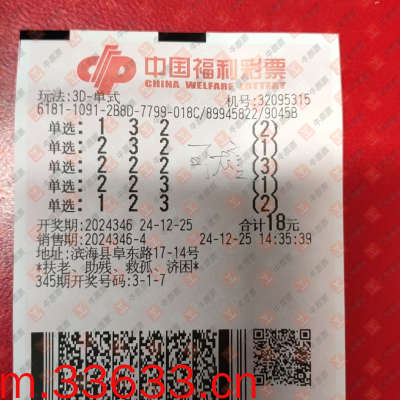 中国福利彩票
CHINA WELFARE LOTTERY
玩法:3D-单式 机号:32095315
6181-1091-2B8D-7799-018C/89945822/9045B
单选: 1 3 2 (2)
单选: 2 3 2 (2)
单选: 2 2 2 (3)
单选: 2 2 3 (3)
单选: 1 2 3 (2)
开奖期:2024346 24-12-25 合计18元
销售期:2024346-4 24-12-25 14:35:39
地址:滨海县阜东路17-14号
*扶老、助残、救孤、济困*
345期开奖号码:3-1-7
m.33633.cn